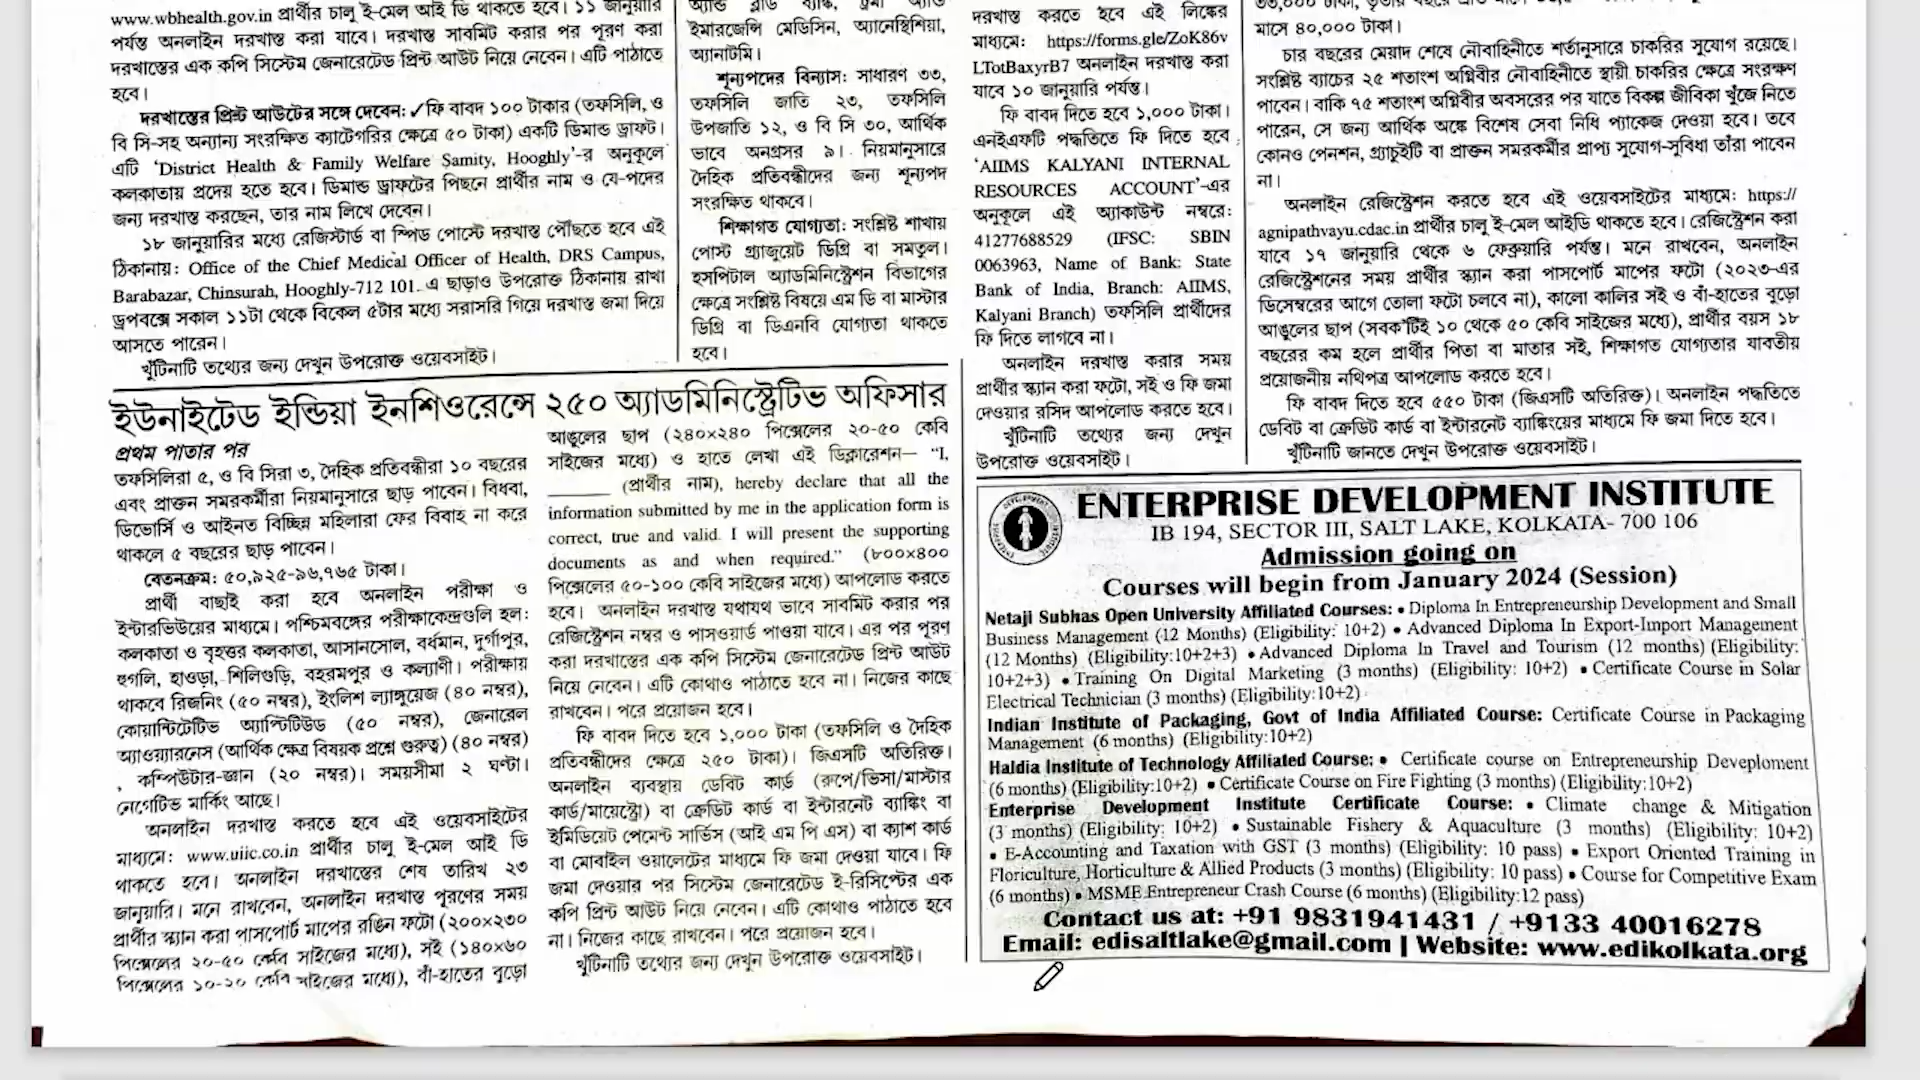 www.wbhealth.gov.in প্রার্থীর চালু ই-মেল আই ডি থাকতে হবে। ১১ জানুয়ারি
পর্যন্ত অনলাইন দরখাস্ত করা যাবে। দরখাস্ত সাবমিট করার পর পূরণ করা
দরখাস্তের এক কপি সিস্টেম জেনারেটেড প্রিন্ট আউট নিয়ে নেবেন। এটি পাঠাতে
হবে।
দরখাস্তের প্রিন্ট আউটের সঙ্গে দেবেন: ✓ফি বাবদ ১০০ টাকার (তফসিলি, ও
বি সি-সহ অন্যান্য সংরক্ষিত ক্যাটেগরির ক্ষেত্রে ৫০ টাকা) একটি ডিমান্ড ড্রাফট।
এটি ‘District Health & Family Welfare Samity, Hooghly’-র অনুকূলে
কলকাতায় প্রদেয় হতে হবে। ডিমান্ড ড্রাফটের পিছনে প্রার্থীর নাম ও যে-পদের
জন্য দরখাস্ত করছেন, তার নাম লিখে দেবেন।
১৮ জানুয়ারির মধ্যে রেজিস্টার্ড বা স্পিড পোস্টে দরখাস্ত পৌঁছতে হবে এই
ঠিকানায়: Office of the Chief Medical Officer of Health, DRS Campus,
Barabazar, Chinsurah, Hooghly-712 101. এ ছাড়াও উপরোক্ত ঠিকানায় রাখা
ড্রপবক্সে সকাল ১১টা থেকে বিকেল ৫টার মধ্যে সরাসরি গিয়ে দরখাস্ত জমা দিয়ে
আসতে পারেন।
খুঁটিনাটি তথ্যের জন্য দেখুন উপরোক্ত ওয়েবসাইট।
অ্যান্ড ব্লাড ব্যাঙ্ক, ট্রমা অ্যান্ড
ইমারজেন্সি মেডিসিন, অ্যানেস্থিশিয়া,
অ্যানাটমি।
শূন্যপদের বিন্যাস: সাধারণ ৩৩,
তফসিলি জাতি ২৩, তফসিলি
উপজাতি ১২, ও বি সি ৩০, আর্থিক
ভাবে অনগ্রসর ৯। নিয়মানুসারে
দৈহিক প্রতিবন্ধীদের জন্য শূন্যপদ
সংরক্ষিত থাকবে।
শিক্ষাগত যোগ্যতা: সংশ্লিষ্ট শাখায়
পোস্ট গ্র্যাজুয়েট ডিগ্রি বা সমতুল।
হসপিটাল অ্যাডমিনিস্ট্রেশন বিভাগের
ক্ষেত্রে সংশ্লিষ্ট বিষয়ে এম ডি বা মাস্টার
ডিগ্রি বা ডিএনবি যোগ্যতা থাকতে
হবে।
দরখাস্ত করতে হবে এই লিঙ্কের
মাধ্যমে: https://forms.gle/ZoK86v
LTotBaxyrB7 অনলাইন দরখাস্ত করা
যাবে ১০ জানুয়ারি পর্যন্ত।
ফি বাবদ দিতে হবে ১,০০০ টাকা।
এনইএফটি পদ্ধতিতে ফি দিতে হবে
‘AIIMS KALYANI INTERNAL
RESOURCES ACCOUNT’-এর
অনুকূলে এই অ্যাকাউন্ট নম্বরে:
41277688529 (IFSC: SBIN
0063963, Name of Bank: State
Bank of India, Branch: AIIMS,
Kalyani Branch) তফসিলি প্রার্থীদের
ফি দিতে লাগবে না।
অনলাইন দরখাস্ত করার সময়
প্রার্থীর স্ক্যান করা ফটো, সই ও ফি জমা
দেওয়ার রসিদ আপলোড করতে হবে।
খুঁটিনাটি তথ্যের জন্য দেখুন
উপরোক্ত ওয়েবসাইট।
মাসে ৪০,০০০ টাকা।
চার বছরের মেয়াদ শেষে নৌবাহিনীতে শর্তানুসারে চাকরির সুযোগ রয়েছে।
সংশ্লিষ্ট ব্যাচের ২৫ শতাংশ অগ্নিবীর নৌবাহিনীতে স্থায়ী চাকরির ক্ষেত্রে সংরক্ষণ
পাবেন। বাকি ৭৫ শতাংশ অগ্নিবীর অবসরের পর যাতে বিকল্প জীবিকা খুঁজে নিতে
পারেন, সে জন্য আর্থিক অঙ্কে বিশেষ সেবা নিধি প্যাকেজ দেওয়া হবে। তবে
কোনও পেনশন, গ্র্যাচুইটি বা প্রাক্তন সমরকর্মীর প্রাপ্য সুযোগ-সুবিধা তাঁরা পাবেন
না।
অনলাইন রেজিস্ট্রেশন করতে হবে এই ওয়েবসাইটের মাধ্যমে: https://
agnipathvayu.cdac.in প্রার্থীর চালু ই-মেল আইডি থাকতে হবে। রেজিস্ট্রেশন করা
যাবে ১৭ জানুয়ারি থেকে ৬ ফেব্রুয়ারি পর্যন্ত। মনে রাখবেন, অনলাইন
রেজিস্ট্রেশনের সময় প্রার্থীর স্ক্যান করা পাসপোর্ট মাপের ফটো (২০২৩-এর
ডিসেম্বরের আগে তোলা ফটো চলবে না), কালো কালির সই ও বাঁ-হাতের বুড়ো
আঙুলের ছাপ (সবক'টিই ১০ থেকে ৫০ কেবি সাইজের মধ্যে), প্রার্থীর বয়স ১৮
বছরের কম হলে প্রার্থীর পিতা বা মাতার সই, শিক্ষাগত যোগ্যতার যাবতীয়
প্রয়োজনীয় নথিপত্র আপলোড করতে হবে।
ফি বাবদ দিতে হবে ৫৫০ টাকা (জিএসটি অতিরিক্ত)। অনলাইন পদ্ধতিতে
ডেবিট বা ক্রেডিট কার্ড বা ইন্টারনেট ব্যাঙ্কিংয়ের মাধ্যমে ফি জমা দিতে হবে।
খুঁটিনাটি জানতে দেখুন উপরোক্ত ওয়েবসাইট।
ইউনাইটেড ইন্ডিয়া ইনশিওরেন্সে ২৫০ অ্যাডমিনিস্ট্রেটিভ অফিসার
প্রথম পাতার পর
তফসিলিরা ৫, ও বি সিরা ৩, দৈহিক প্রতিবন্ধীরা ১০ বছরের
এবং প্রাক্তন সমরকর্মীরা নিয়মানুসারে ছাড় পাবেন। বিধবা,
ডিভোর্সি ও আইনত বিচ্ছিন্ন মহিলারা ফের বিবাহ না করে
থাকলে ৫ বছরের ছাড় পাবেন।
বেতনক্রম: ৫০,৯২৫-৯৬,৭৬৫ টাকা।
প্রার্থী বাছাই করা হবে অনলাইন পরীক্ষা ও
ইন্টারভিউয়ের মাধ্যমে। পশ্চিমবঙ্গের পরীক্ষাকেন্দ্রগুলি হল:
কলকাতা ও বৃহত্তর কলকাতা, আসানসোল, বর্ধমান, দুর্গাপুর,
হুগলি, হাওড়া, শিলিগুড়ি, বহরমপুর ও কল্যাণী। পরীক্ষায়
থাকবে রিজনিং (৫০ নম্বর), ইংলিশ ল্যাঙ্গুয়েজ (৪০ নম্বর),
কোয়ান্টিটেটিভ অ্যাপ্টিটিউড (৫০ নম্বর), জেনারেল
অ্যাওয়্যারনেস (আর্থিক ক্ষেত্র বিষয়ক প্রশ্নে গুরুত্ব) (৪০ নম্বর)
, কম্পিউটার-জ্ঞান (২০ নম্বর)। সময়সীমা ২ ঘণ্টা।
নেগেটিভ মার্কিং আছে।
অনলাইন দরখাস্ত করতে হবে এই ওয়েবসাইটের
মাধ্যমে: www.uiic.co.in প্রার্থীর চালু ই-মেল আই ডি
থাকতে হবে। অনলাইন দরখাস্তের শেষ তারিখ ২৩
জানুয়ারি। মনে রাখবেন, অনলাইন দরখাস্ত পূরণের সময়
প্রার্থীর স্ক্যান করা পাসপোর্ট মাপের রঙিন ফটো (২০০x২৩০
পিক্সেলের ২০-৫০ কেবি সাইজের মধ্যে), সই (১৪০x৬০
পিক্সেলের ১০-২০ কেবি সাইজের মধ্যে), বাঁ-হাতের বুড়ো
আঙুলের ছাপ (২৪০x২৪০ পিক্সেলের ২০-৫০ কেবি
সাইজের মধ্যে) ও হাতে লেখা এই ডিক্লারেশন— “I,
______ (প্রার্থীর নাম), hereby declare that all the
information submitted by me in the application form is
correct, true and valid. I will present the supporting
documents as and when required.” (৮০০x৪০০
পিক্সেলের ৫০-১০০ কেবি সাইজের মধ্যে) আপলোড করতে
হবে। অনলাইন দরখাস্ত যথাযথ ভাবে সাবমিট করার পর
রেজিস্ট্রেশন নম্বর ও পাসওয়ার্ড পাওয়া যাবে। এর পর পূরণ
করা দরখাস্তের এক কপি সিস্টেম জেনারেটেড প্রিন্ট আউট
নিয়ে নেবেন। এটি কোথাও পাঠাতে হবে না। নিজের কাছে
রাখবেন। পরে প্রয়োজন হবে।
ফি বাবদ দিতে হবে ১,০০০ টাকা (তফসিলি ও দৈহিক
প্রতিবন্ধীদের ক্ষেত্রে ২৫০ টাকা)। জিএসটি অতিরিক্ত।
অনলাইন ব্যবস্থায় ডেবিট কার্ড (রুপে/ভিসা/মাস্টার
কার্ড/মায়েস্ট্রো) বা ক্রেডিট কার্ড বা ইন্টারনেট ব্যাঙ্কিং বা
ইমিডিয়েট পেমেন্ট সার্ভিস (আই এম পি এস) বা ক্যাশ কার্ড
বা মোবাইল ওয়ালেটের মাধ্যমে ফি জমা দেওয়া যাবে। ফি
জমা দেওয়ার পর সিস্টেম জেনারেটেড ই-রিসিপ্টের এক
কপি প্রিন্ট আউট নিয়ে নেবেন। এটি কোথাও পাঠাতে হবে
না। নিজের কাছে রাখবেন। পরে প্রয়োজন হবে।
খুঁটিনাটি তথ্যের জন্য দেখুন উপরোক্ত ওয়েবসাইট।
ENTERPRISE DEVELOPMENT INSTITUTE
IB 194, SECTOR III, SALT LAKE, KOLKATA- 700 106
Admission going on
Courses will begin from January 2024 (Session)
Netaji Subhas Open University Affiliated Courses: • Diploma In Entrepreneurship Development and Small
Business Management (12 Months) (Eligibility: 10+2) • Advanced Diploma In Export-Import Management
(12 Months) (Eligibility:10+2+3) • Advanced Diploma In Travel and Tourism (12 months) (Eligibility:
10+2+3) • Training On Digital Marketing (3 months) (Eligibility: 10+2) • Certificate Course in Solar
Electrical Technician (3 months) (Eligibility:10+2)
Indian Institute of Packaging, Govt of India Affiliated Course: Certificate Course in Packaging
Management (6 months) (Eligibility:10+2)
Haldia Institute of Technology Affiliated Course: • Certificate course on Entrepreneurship Deveplopment
(6 months) (Eligibility:10+2) • Certificate Course on Fire Fighting (3 months) (Eligibility:10+2)
Enterprise Development Institute Certificate Course: • Climate change & Mitigation
(3 months) (Eligibility: 10+2) • Sustainable Fishery & Aquaculture (3 months) (Eligibility: 10+2)
• E-Accounting and Taxation with GST (3 months) (Eligibility: 10 pass) • Export Oriented Training in
Floriculture, Horticulture & Allied Products (3 months) (Eligibility: 10 pass) • Course for Competitive Exam
(6 months) • MSME Entrepreneur Crash Course (6 months) (Eligibility:12 pass)
Contact us at: +91 9831941431 / +9133 40016278
Email: edisaltlake@gmail.com | Website: www.edikolkata.org